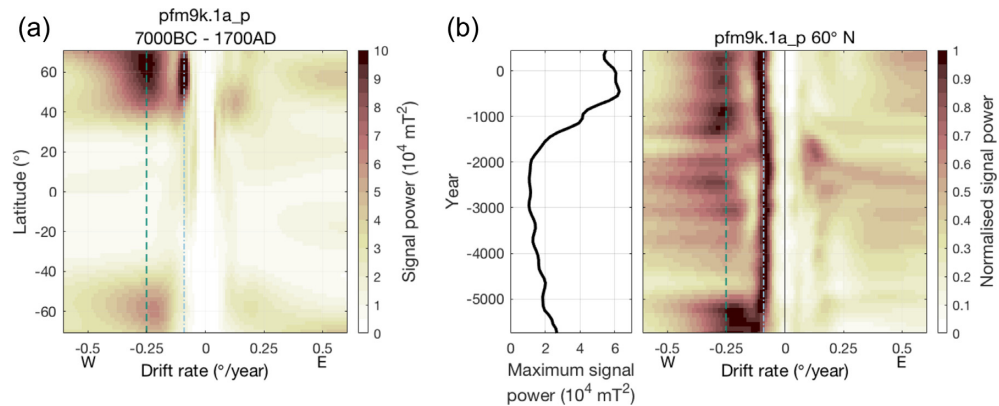 (a)
pfm9k.1a_p
7000BC - 1700AD
60
40
20
0
-20
-40
-60
Latitude (°)
-0.5
-0.25
0
0.25
0.5
W
E
Drift rate (°/year)
10
9
8
7
6
5
4
3
2
1
0
Signal power (10⁴ mT²)
(b)
0
-1000
-2000
-3000
-4000
-5000
Year
0
2
4
6
Maximum signal
power (10⁴ mT²)
pfm9k.1a_p 60° N
-0.5
-0.25
0
0.25
0.5
W
E
Drift rate (°/year)
1
0.9
0.8
0.7
0.6
0.5
0.4
0.3
0.2
0.1
0
Normalised signal power